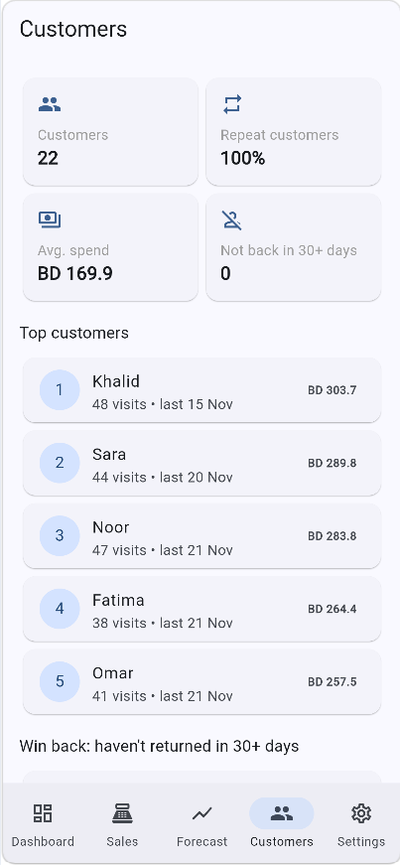 Customers
Customers
22
Repeat customers
100%
Avg. spend
BD 169.9
Not back in 30+ days
0
Top customers
1
Khalid
48 visits • last 15 Nov
BD 303.7
2
Sara
44 visits • last 20 Nov
BD 289.8
3
Noor
47 visits • last 21 Nov
BD 283.8
4
Fatima
38 visits • last 21 Nov
BD 264.4
5
Omar
41 visits • last 21 Nov
BD 257.5
Win back: haven't returned in 30+ days
Dashboard
Sales
Forecast
Customers
Settings